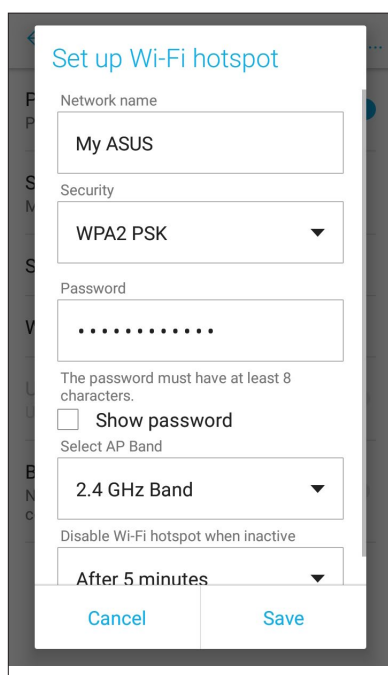 Set up Wi-Fi hotspot
Network name
My ASUS
Security
WPA2 PSK
Password
••••••••••••
The password must have at least 8
characters.
Show password
Select AP Band
2.4 GHz Band
Disable Wi-Fi hotspot when inactive
After 5 minutes
Cancel
Save